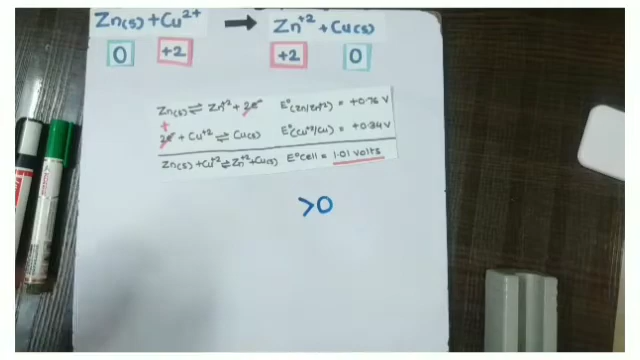 Zn(s) + Cu²⁺ → Zn⁺² + Cu(s)
0 +2 +2 0
Zn(s) ⇌ Zn⁺² + 2e⁻ E°(Zn/Zn⁺²) = +0.76 V
+
2e⁻ + Cu⁺² ⇌ Cu(s) E°(Cu⁺²/Cu) = +0.34 V
Zn(s) + Cu⁺² ⇌ Zn⁺² + Cu(s) E°Cell = 1.01 volts
>0